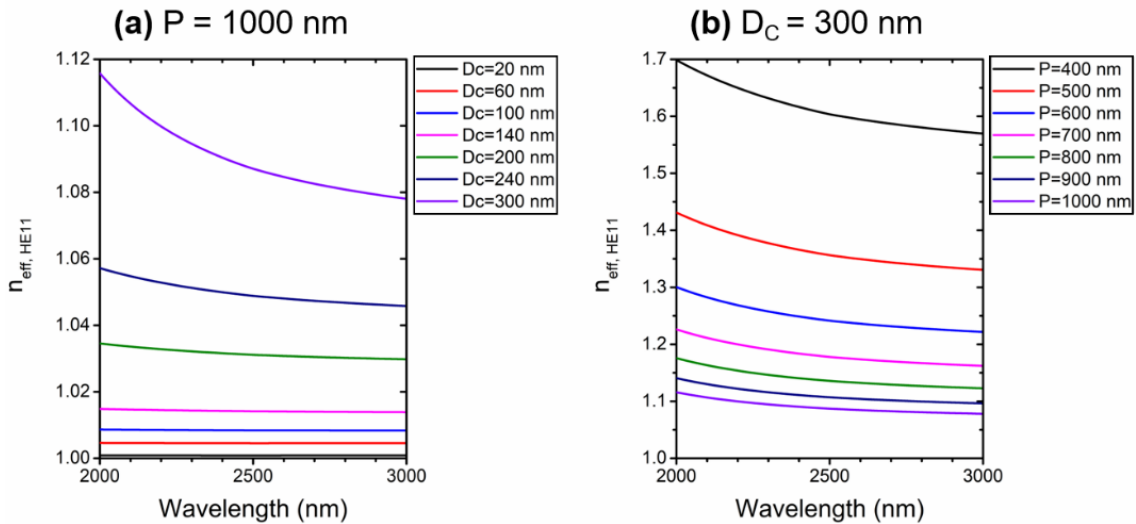 (a) P = 1000 nm
1.12
1.10
1.08
1.06
1.04
1.02
1.00
n_eff, HE11
2000 2500 3000
Wavelength (nm)
Dc=20 nm
Dc=60 nm
Dc=100 nm
Dc=140 nm
Dc=200 nm
Dc=240 nm
Dc=300 nm
(b) D_C = 300 nm
1.7
1.6
1.5
1.4
1.3
1.2
1.1
1.0
n_eff, HE11
2000 2500 3000
Wavelength (nm)
P=400 nm
P=500 nm
P=600 nm
P=700 nm
P=800 nm
P=900 nm
P=1000 nm